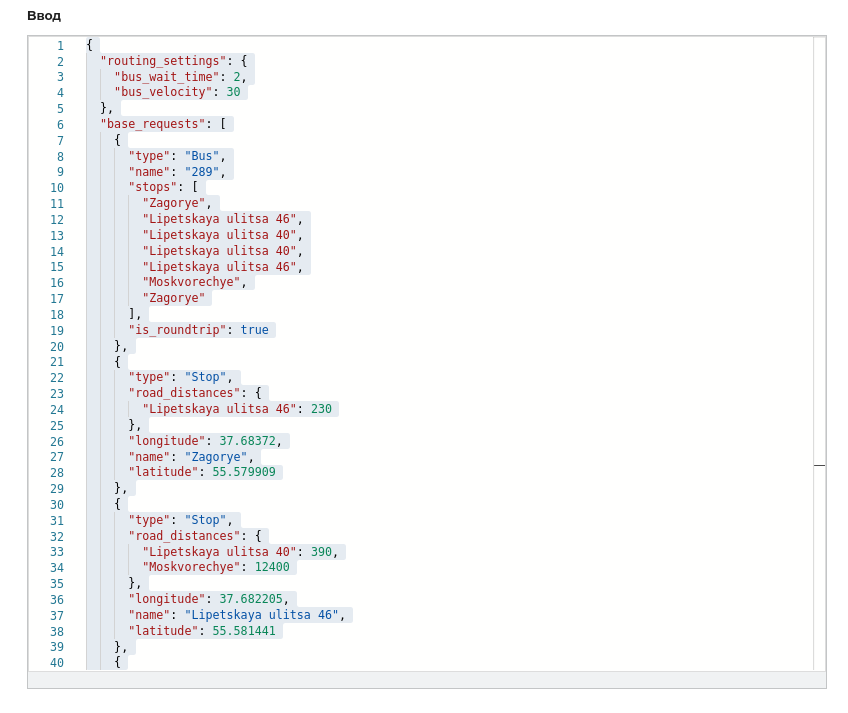 Ввод
1 {
2 "routing_settings": {
3 "bus_wait_time": 2,
4 "bus_velocity": 30
5 },
6 "base_requests": [
7 {
8 "type": "Bus",
9 "name": "289",
10 "stops": [
11 "Zagorye",
12 "Lipetskaya ulitsa 46",
13 "Lipetskaya ulitsa 40",
14 "Lipetskaya ulitsa 40",
15 "Lipetskaya ulitsa 46",
16 "Moskvorechye",
17 "Zagorye"
18 ],
19 "is_roundtrip": true
20 },
21 {
22 "type": "Stop",
23 "road_distances": {
24 "Lipetskaya ulitsa 46": 230
25 },
26 "longitude": 37.68372,
27 "name": "Zagorye",
28 "latitude": 55.579909
29 },
30 {
31 "type": "Stop",
32 "road_distances": {
33 "Lipetskaya ulitsa 40": 390,
34 "Moskvorechye": 12400
35 },
36 "longitude": 37.682205,
37 "name": "Lipetskaya ulitsa 46",
38 "latitude": 55.581441
39 },
40 {